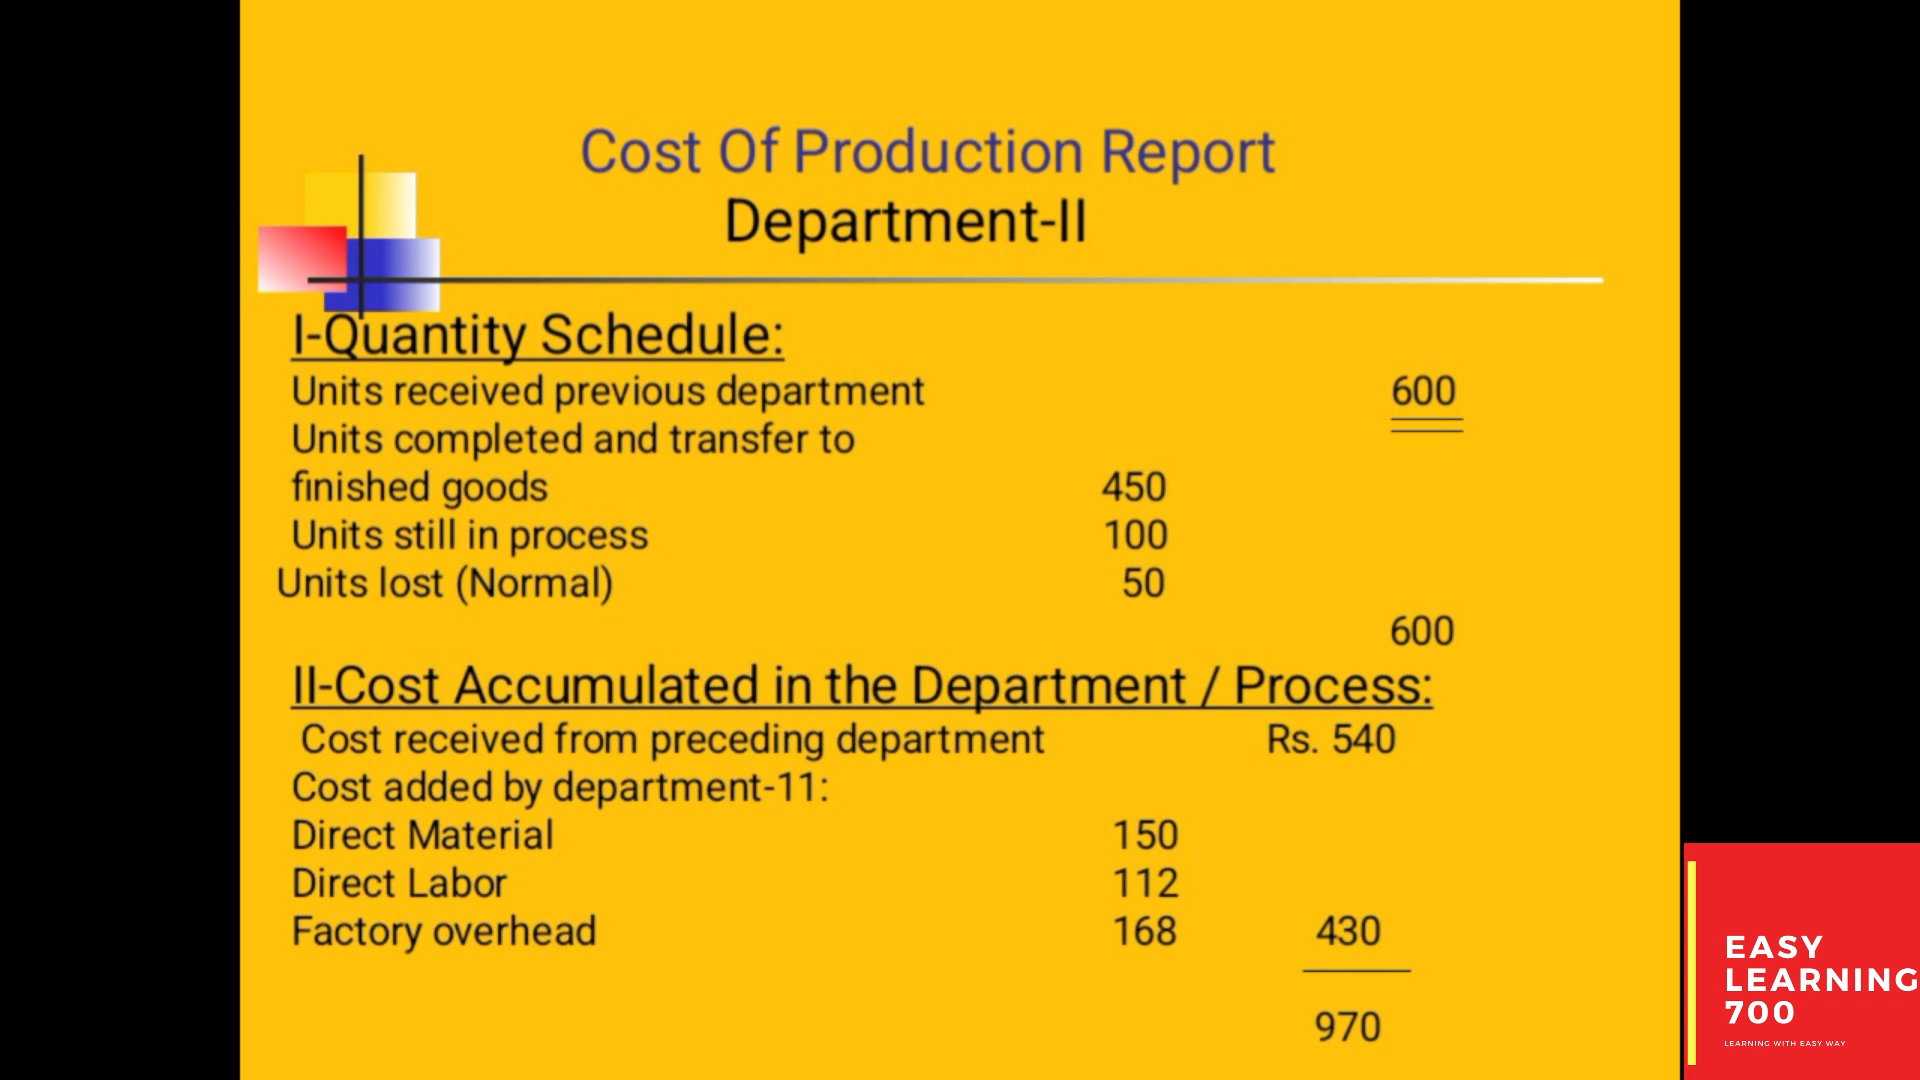 Cost Of Production Report
Department-II
I-Quantity Schedule:
Units received previous department 600
Units completed and transfer to
finished goods 450
Units still in process 100
Units lost (Normal) 50
600
II-Cost Accumulated in the Department / Process:
Cost received from preceding department Rs. 540
Cost added by department-11:
Direct Material 150
Direct Labor 112
Factory overhead 168 430
970
EASY
LEARNING
700
LEARNING WITH EASY WAY